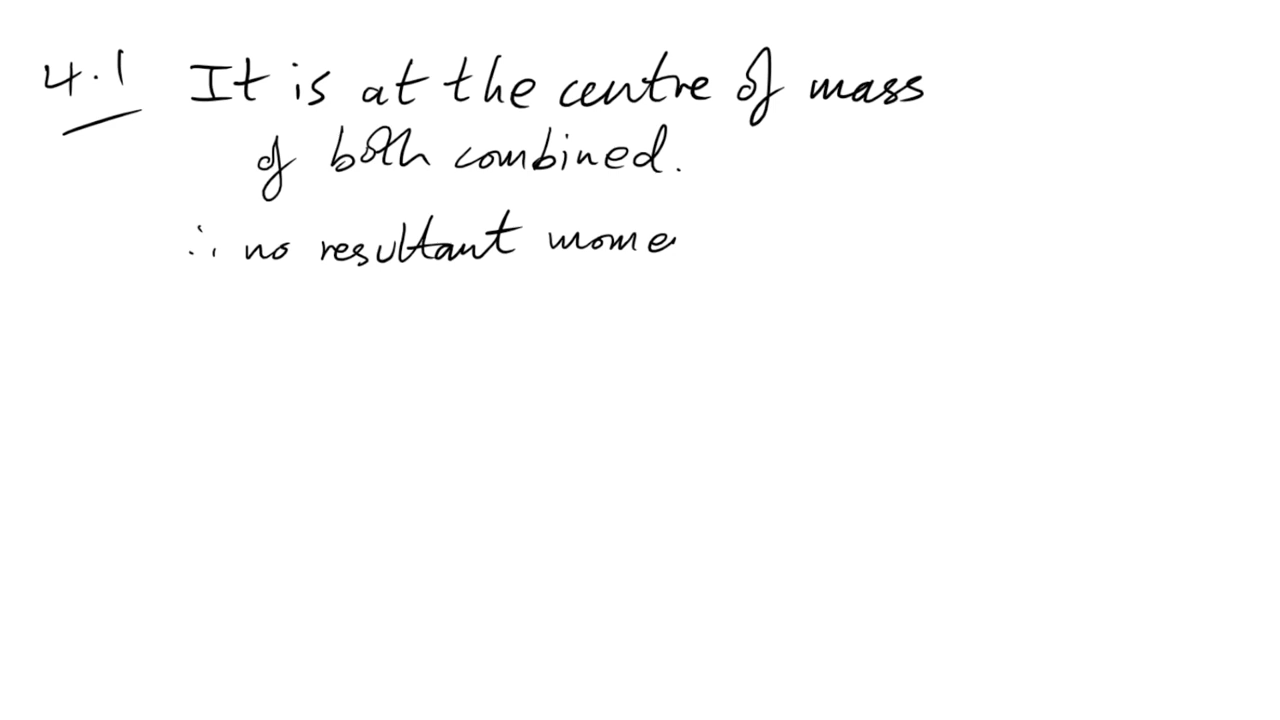 4.1 It is at the centre of mass
of both combined.
∴ no resultant mome